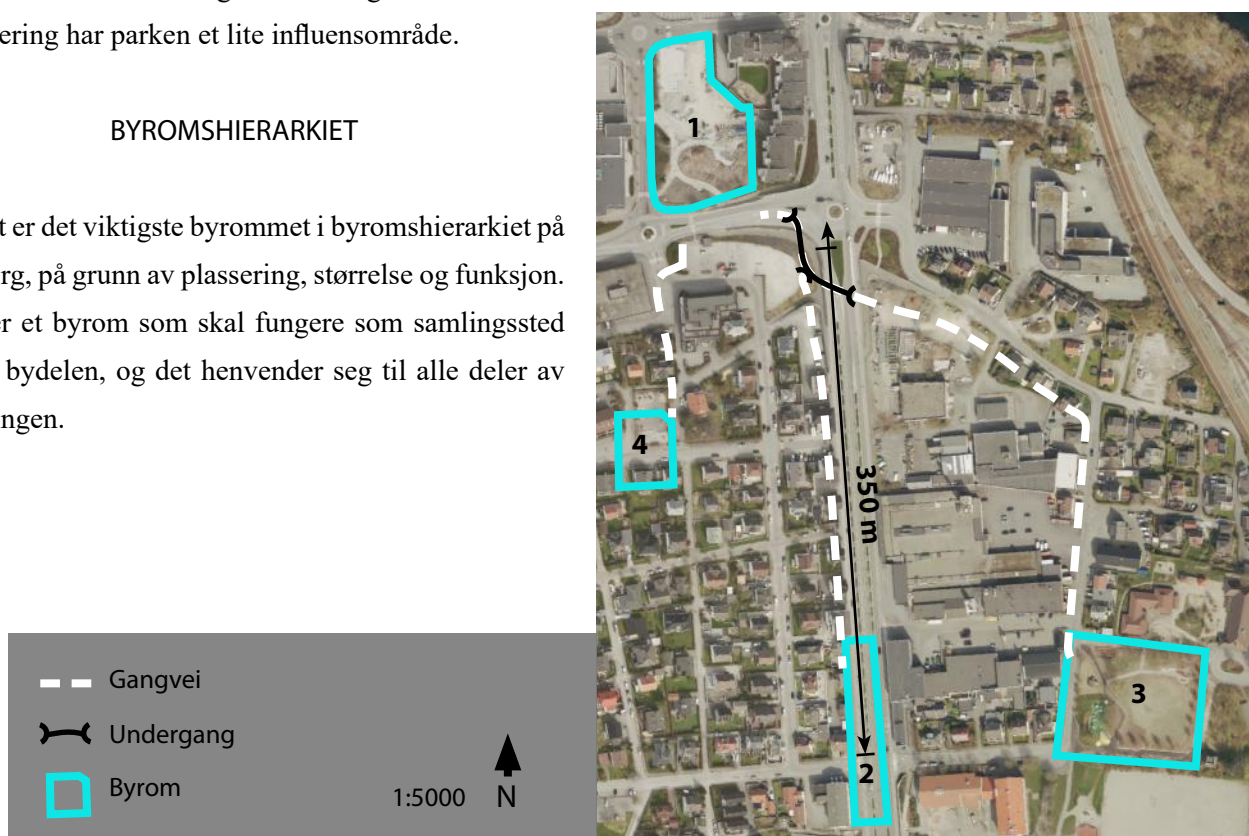 ering har parken et lite influensområde.
BYROMSHIERARKIET
t er det viktigste byrommet i byromshierarkiet på
rg, på grunn av plassering, størrelse og funksjon.
er et byrom som skal fungere som samlingssted
bydelen, og det henvender seg til alle deler av
ngen.
Gangvei
Undergang
Byrom
1:5000 N
1
4
350 m
3
2